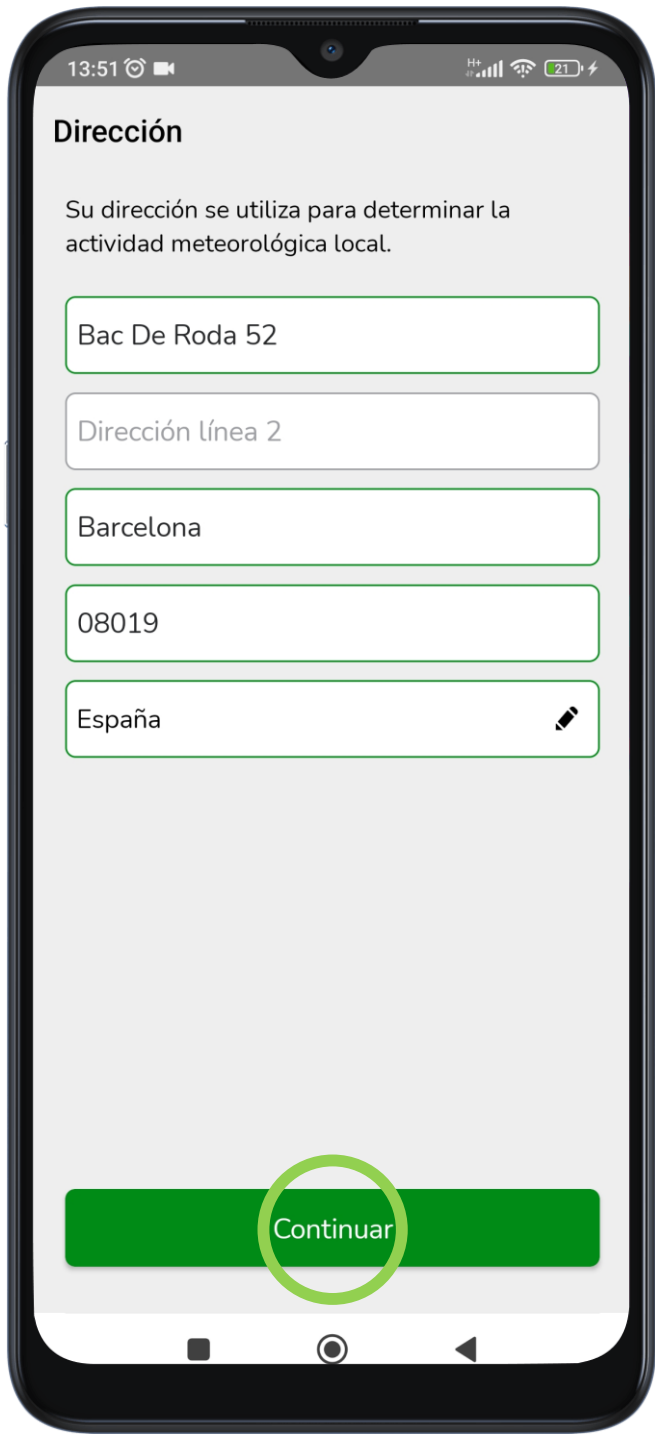 13:51
H+
21
Dirección
Su dirección se utiliza para determinar la
actividad meteorológica local.
Bac De Roda 52
Dirección línea 2
Barcelona
08019
España
Continuar